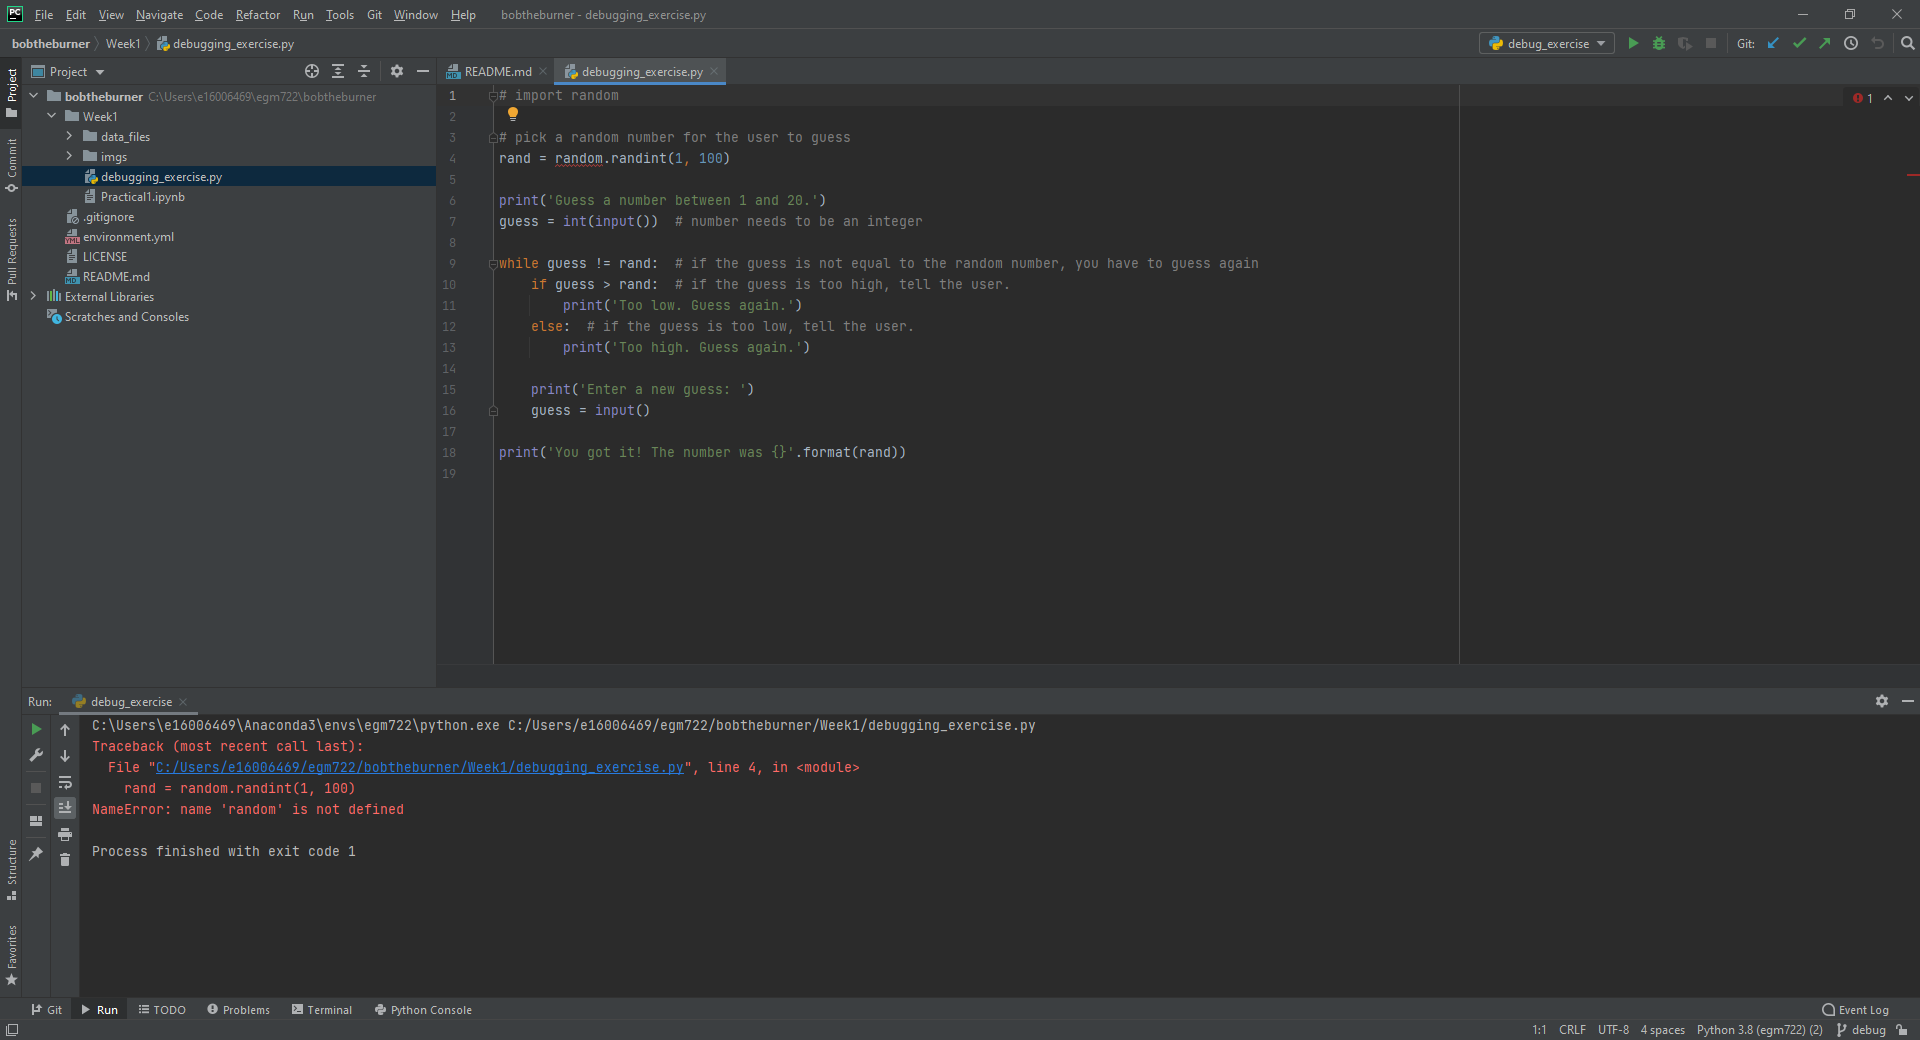 PC File Edit View Navigate Code Refactor Run Tools Git Window Help bobtheburner - debugging_exercise.py
bobtheburner Week1 debugging_exercise.py debug_exercise Git:
Project
README.md debugging_exercise.py
bobtheburner C:\Users\e16006469\egm722\bobtheburner
Week1
data_files
imgs
debugging_exercise.py
Practical1.ipynb
.gitignore
environment.yml
LICENSE
README.md
External Libraries
Scratches and Consoles
Project
Commit
Pull Requests
Structure
Favorites
1 # import random
2
3 # pick a random number for the user to guess
4 rand = random.randint(1, 100)
5
6 print('Guess a number between 1 and 20.')
7 guess = int(input())  # number needs to be an integer
8
9 while guess != rand:  # if the guess is not equal to the random number, you have to guess again
10     if guess > rand:  # if the guess is too high, tell the user.
11         print('Too low. Guess again.')
12     else:  # if the guess is too low, tell the user.
13         print('Too high. Guess again.')
14
15     print('Enter a new guess: ')
16     guess = input()
17
18 print('You got it! The number was {}'.format(rand))
19
1
Run: debug_exercise
C:\Users\e16006469\Anaconda3\envs\egm722\python.exe C:/Users/e16006469/egm722/bobtheburner/Week1/debugging_exercise.py
Traceback (most recent call last):
  File "C:/Users/e16006469/egm722/bobtheburner/Week1/debugging_exercise.py", line 4, in <module>
    rand = random.randint(1, 100)
NameError: name 'random' is not defined
Process finished with exit code 1
Git Run TODO Problems Terminal Python Console Event Log
1:1 CRLF UTF-8 4 spaces Python 3.8 (egm722) (2) debug